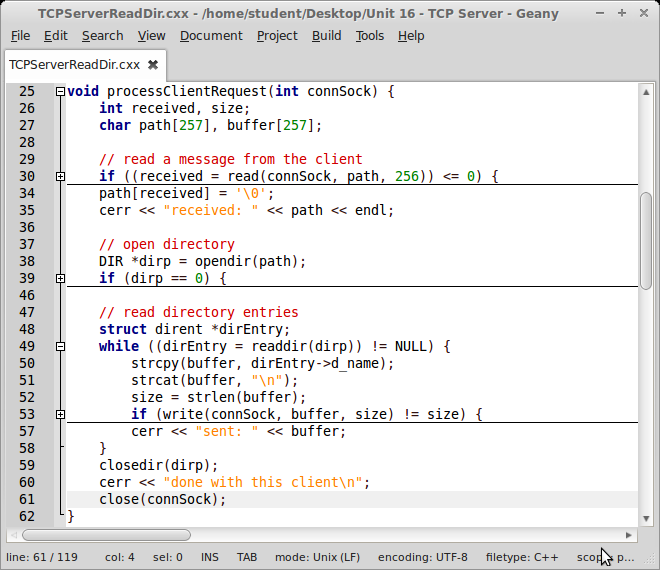 TCPServerReadDir.cxx - /home/student/Desktop/Unit 16 - TCP Server - Geany
File Edit Search View Document Project Build Tools Help
TCPServerReadDir.cxx
25 void processClientRequest(int connSock) {
26     int received, size;
27     char path[257], buffer[257];
28
29     // read a message from the client
30     if ((received = read(connSock, path, 256)) <= 0) {
34     path[received] = '\0';
35     cerr << "received: " << path << endl;
36
37     // open directory
38     DIR *dirp = opendir(path);
39     if (dirp == 0) {
46
47     // read directory entries
48     struct dirent *dirEntry;
49     while ((dirEntry = readdir(dirp)) != NULL) {
50         strcpy(buffer, dirEntry->d_name);
51         strcat(buffer, "\n");
52         size = strlen(buffer);
53         if (write(connSock, buffer, size) != size) {
57         cerr << "sent: " << buffer;
58     }
59     closedir(dirp);
60     cerr << "done with this client\n";
61     close(connSock);
62 }
line: 61 / 119 col: 4 sel: 0 INS TAB mode: Unix (LF) encoding: UTF-8 filetype: C++ p...